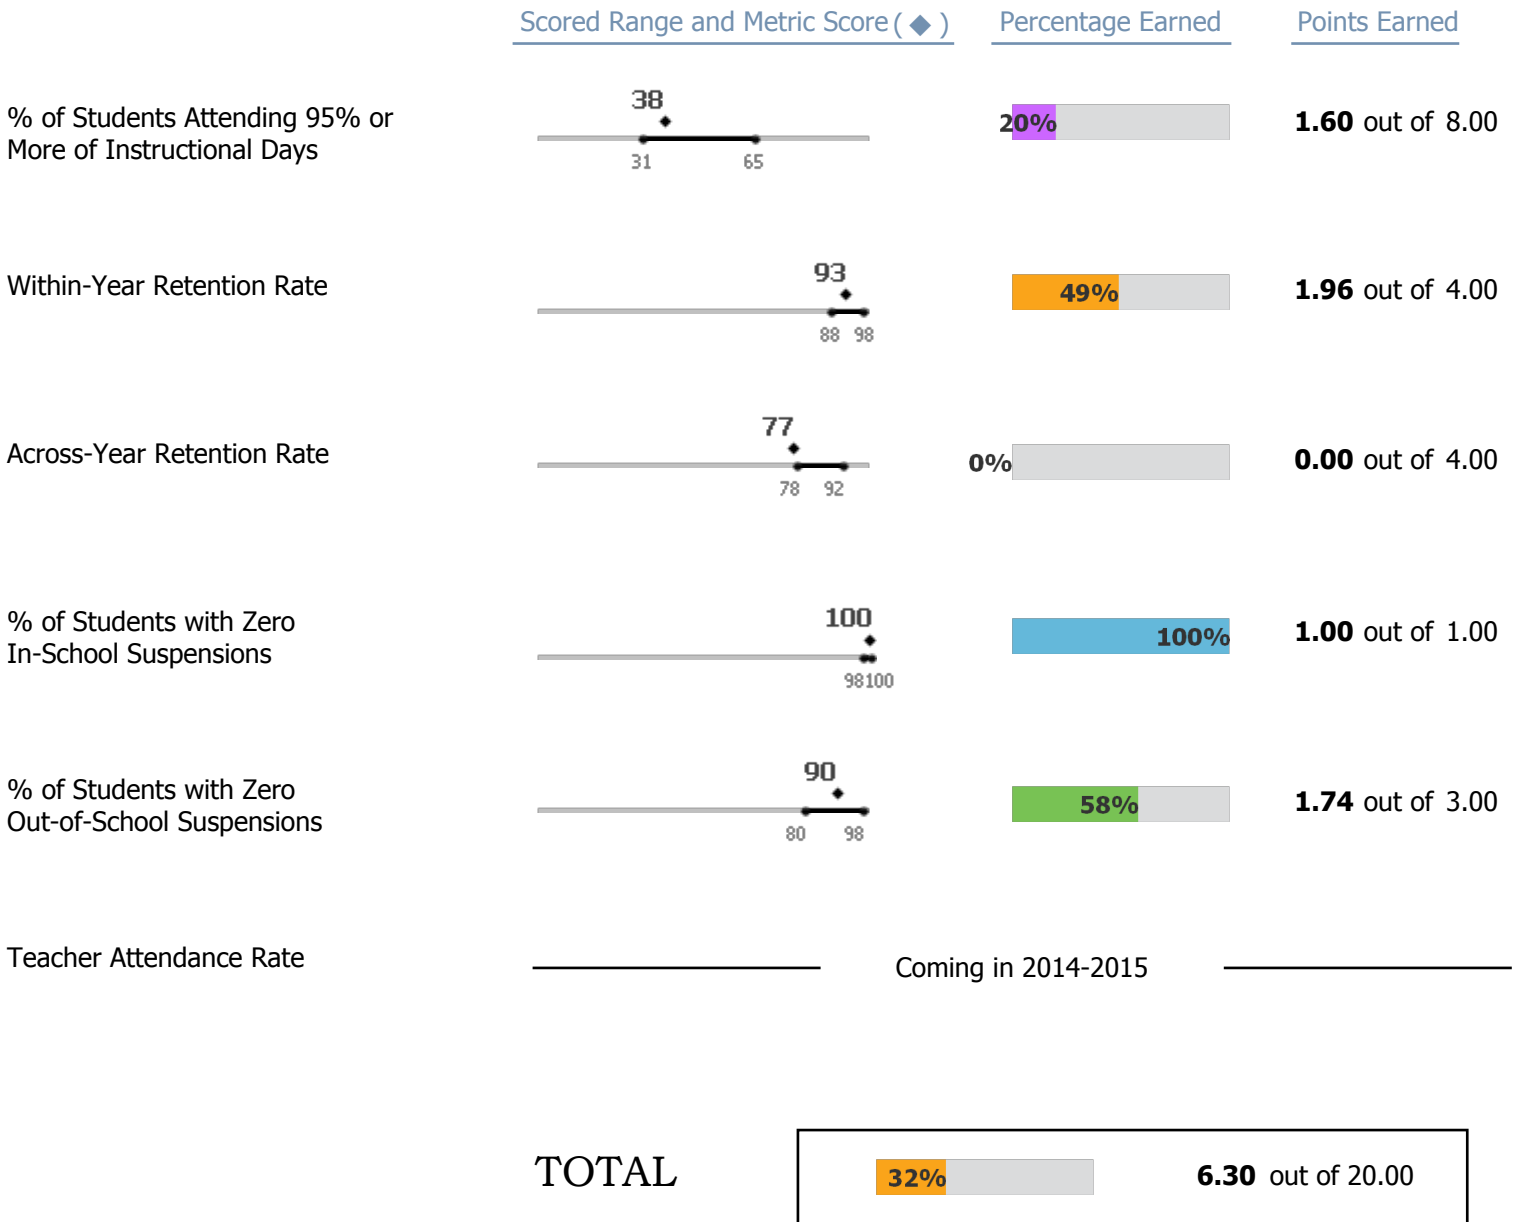 Scored Range and Metric Score ( ◆ ) Percentage Earned Points Earned
% of Students Attending 95% or
More of Instructional Days
38
31 65
20%
1.60 out of 8.00
Within-Year Retention Rate
93
88 98
49%
1.96 out of 4.00
Across-Year Retention Rate
77
78 92
0%
0.00 out of 4.00
% of Students with Zero
In-School Suspensions
100
98 100
100%
1.00 out of 1.00
% of Students with Zero
Out-of-School Suspensions
90
80 98
58%
1.74 out of 3.00
Teacher Attendance Rate
Coming in 2014-2015
TOTAL
32%
6.30 out of 20.00